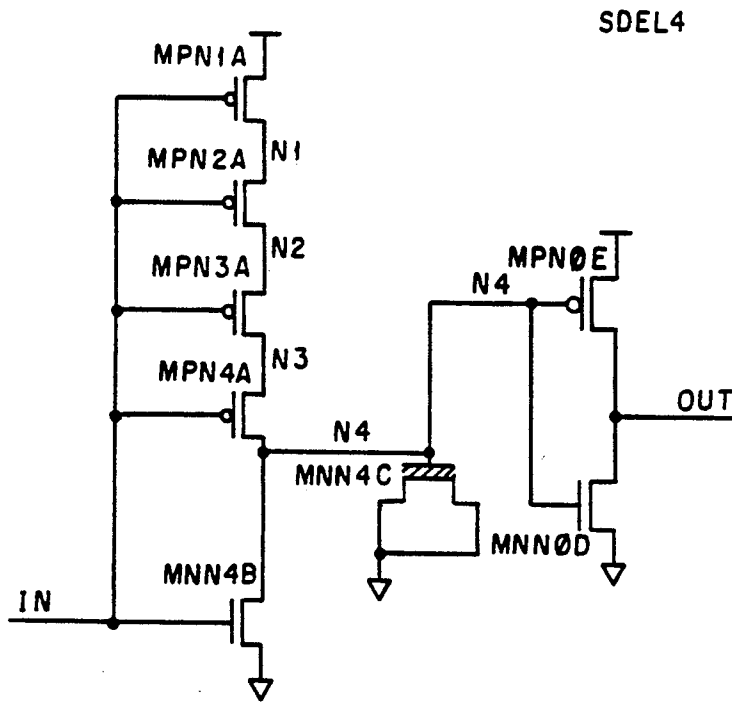 SDEL4
MPN1A
N1
MPN2A
N2
MPN3A
N3
MPN4A
N4
MNN4C
MPNØE
N4
OUT
MNNØD
MNN4B
IN